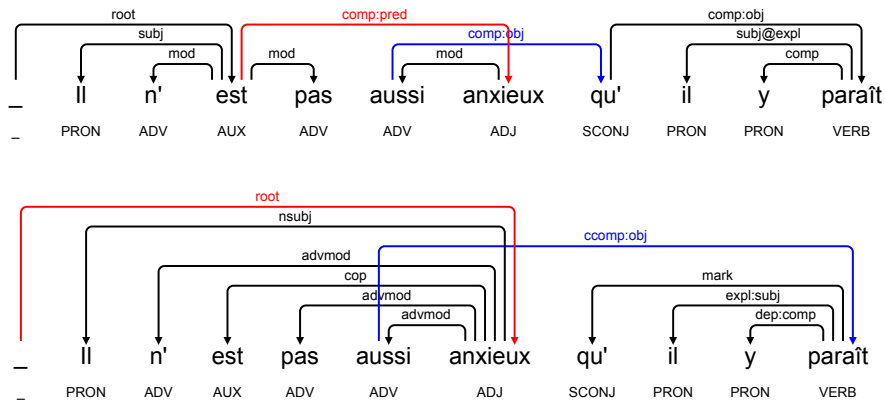 root comp:pred comp:obj
subj comp:obj subj@expl
mod mod mod comp
_ Il n' est pas aussi anxieux qu' il y paraît
_ PRON ADV AUX ADV ADV ADJ SCONJ PRON PRON VERB
root
nsubj
ccomp:obj
advmod
cop mark
advmod expl:subj
advmod dep:comp
_ Il n' est pas aussi anxieux qu' il y paraît
_ PRON ADV AUX ADV ADV ADJ SCONJ PRON PRON VERB